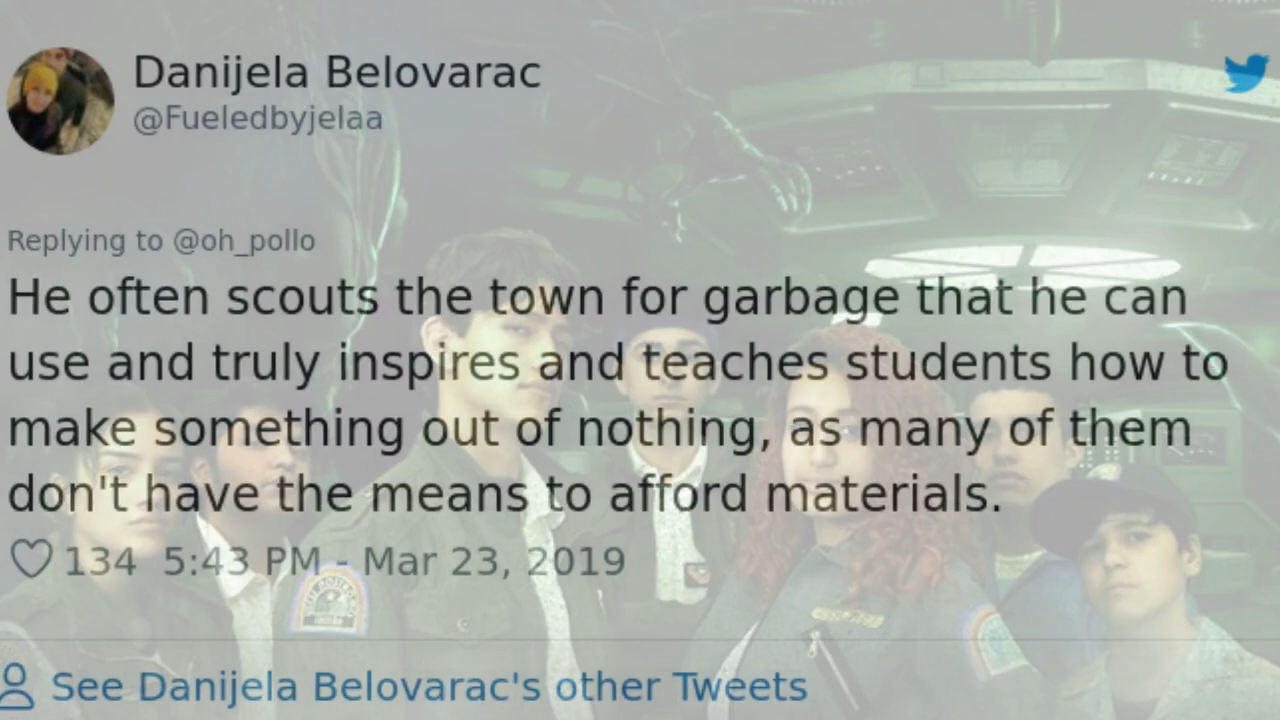 Danijela Belovarac
@Fueledbyjelaa
Replying to @oh_pollo
He often scouts the town for garbage that he can
use and truly inspires and teaches students how to
make something out of nothing, as many of them
don't have the means to afford materials.
134 5:43 PM - Mar 23, 2019
See Danijela Belovarac's other Tweets